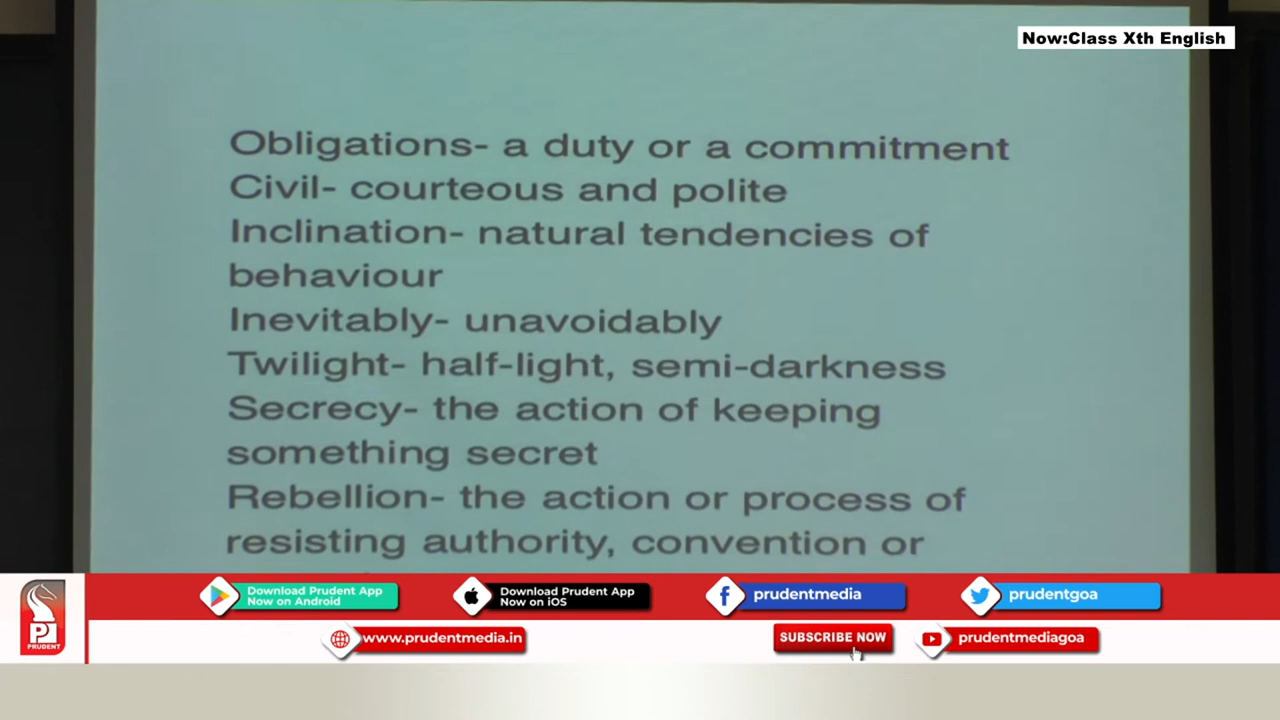 Now:Class Xth English
Obligations- a duty or a commitment
Civil- courteous and polite
Inclination- natural tendencies of
behaviour
Inevitably- unavoidably
Twilight- half-light, semi-darkness
Secrecy- the action of keeping
something secret
Rebellion- the action or process of
resisting authority, convention or
Download Prudent App
Now on Android
Download Prudent App
Now on iOS
prudentmedia
prudentgoa
PRUDENT
www.prudentmedia.in
SUBSCRIBE NOW
prudentmediagoa